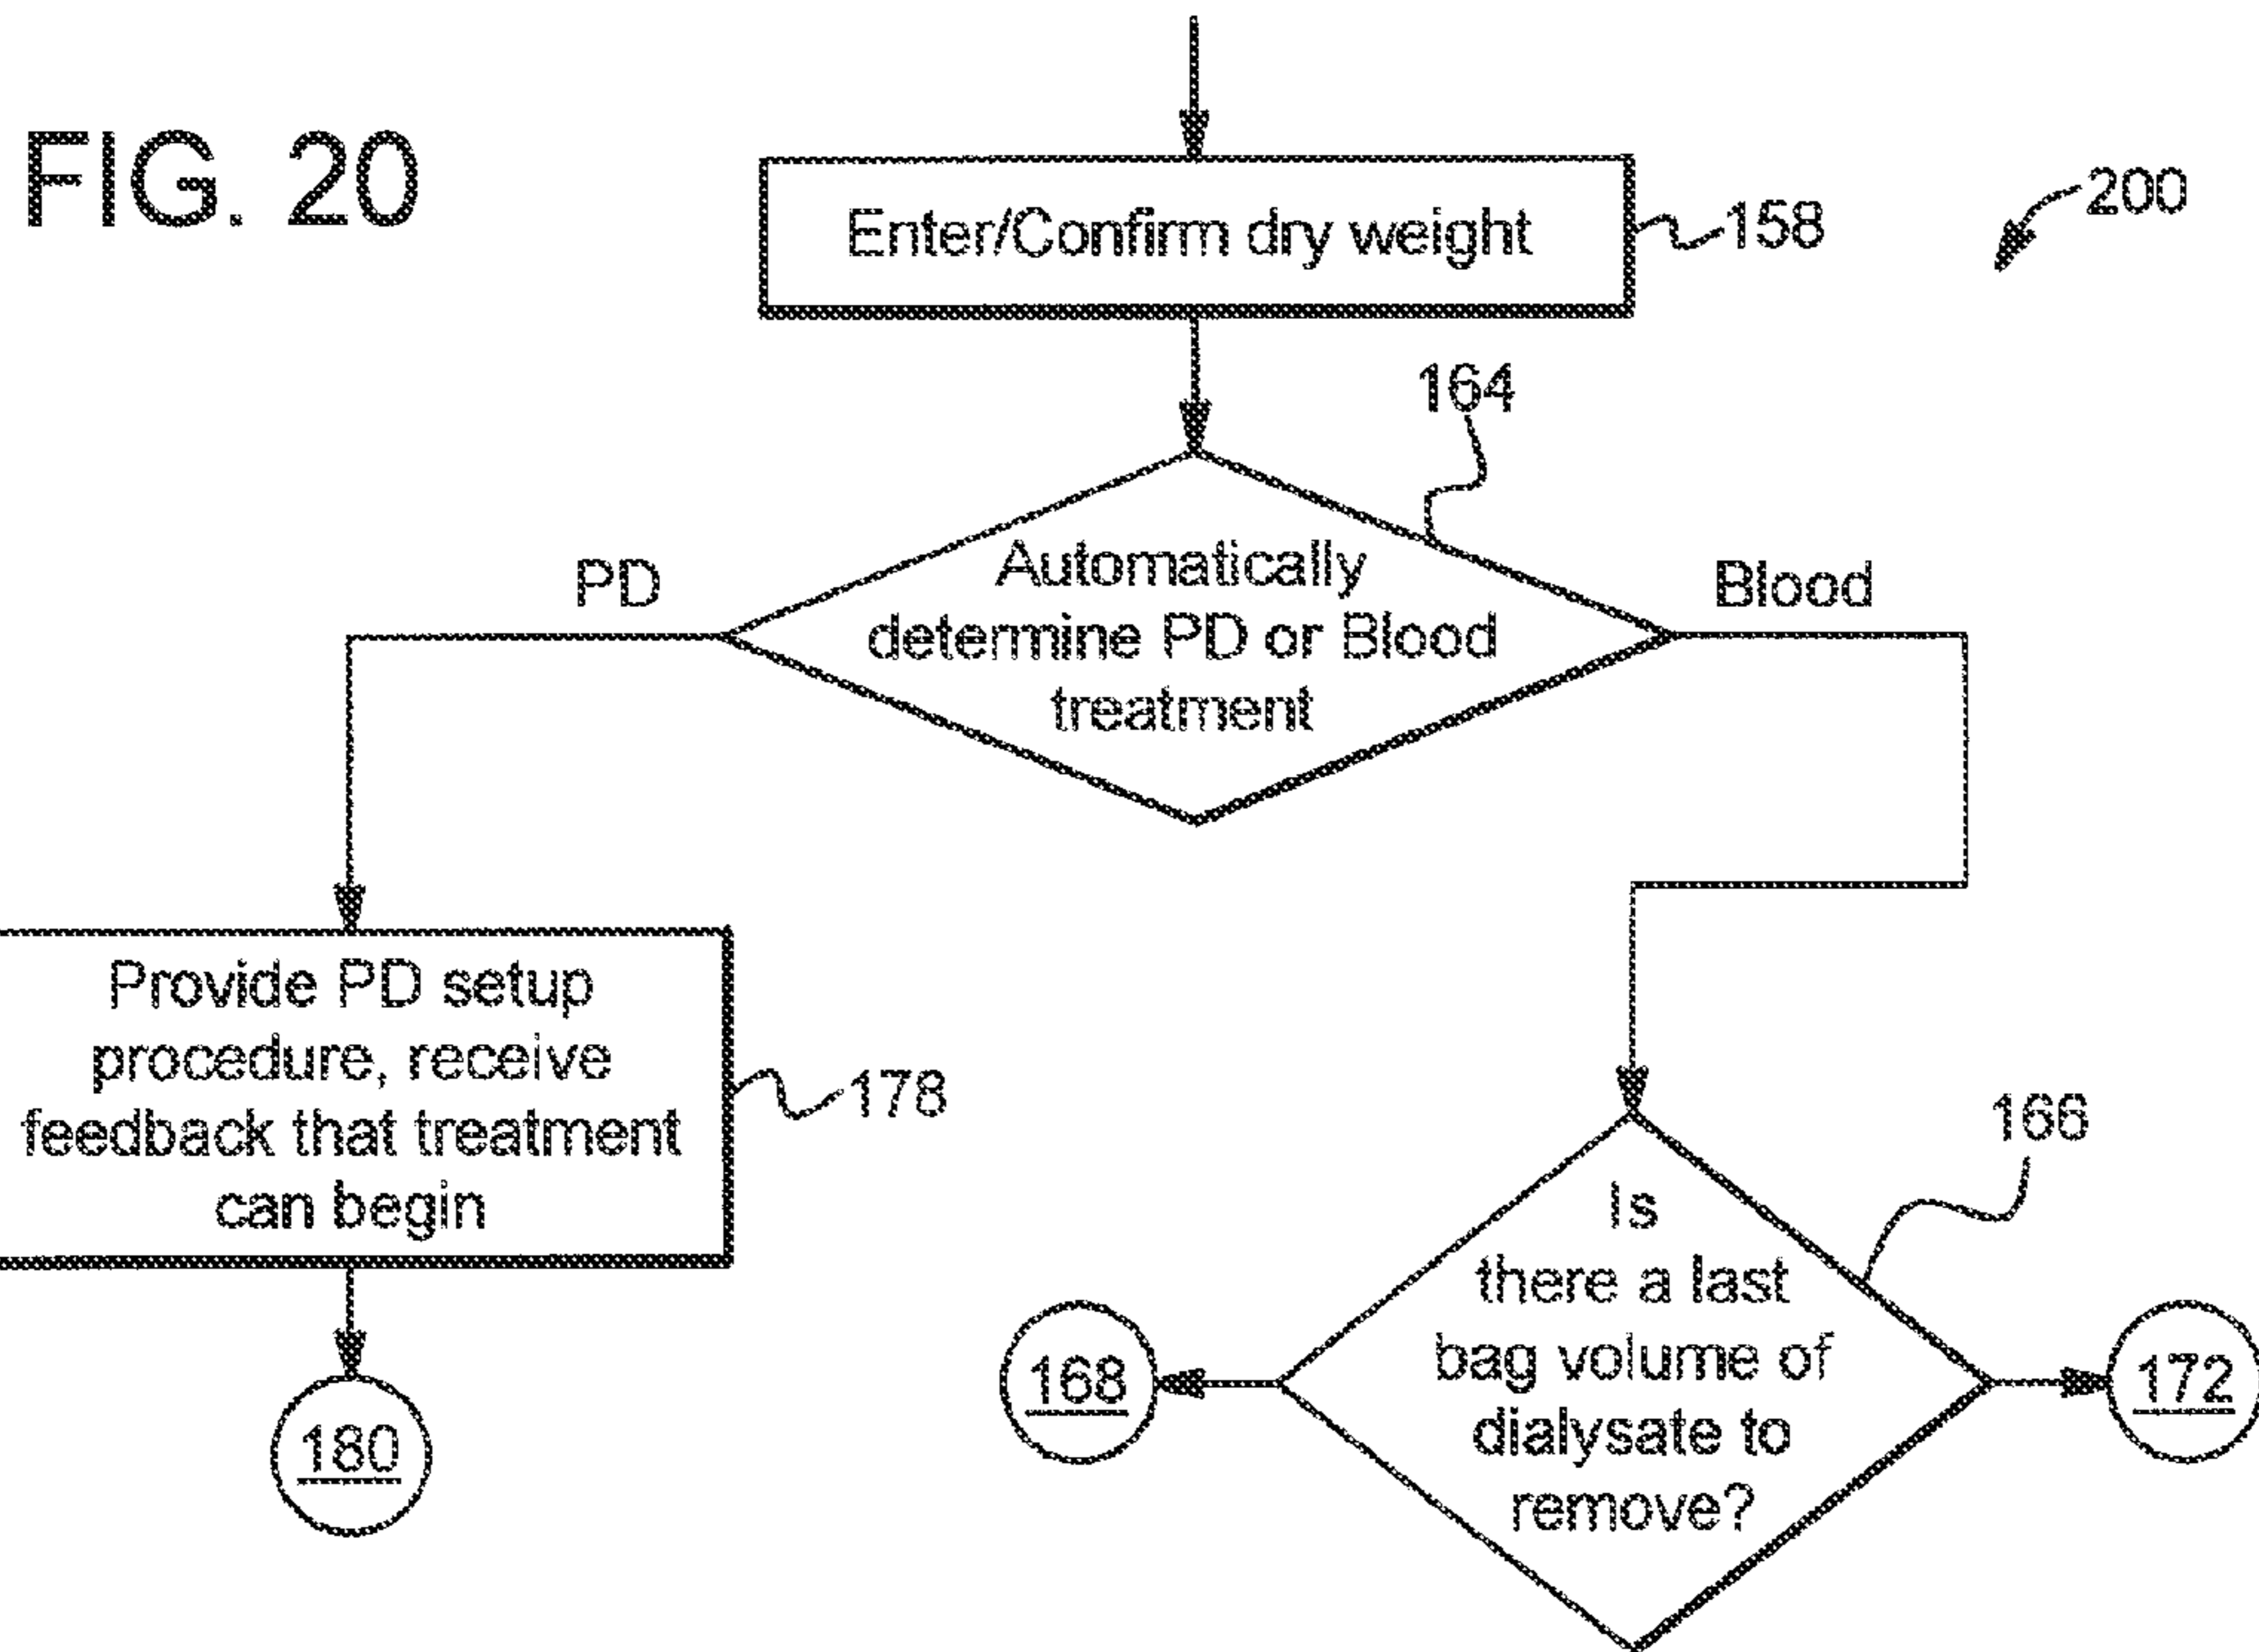 FIG. 20
Enter/Confirm dry weight
158
200
164
PD
Automatically
determine PD or Blood
treatment
Blood
Provide PD setup
procedure, receive
feedback that treatment
can begin
178
166
Is
there a last
bag volume of
dialysate to
remove?
168
172
180